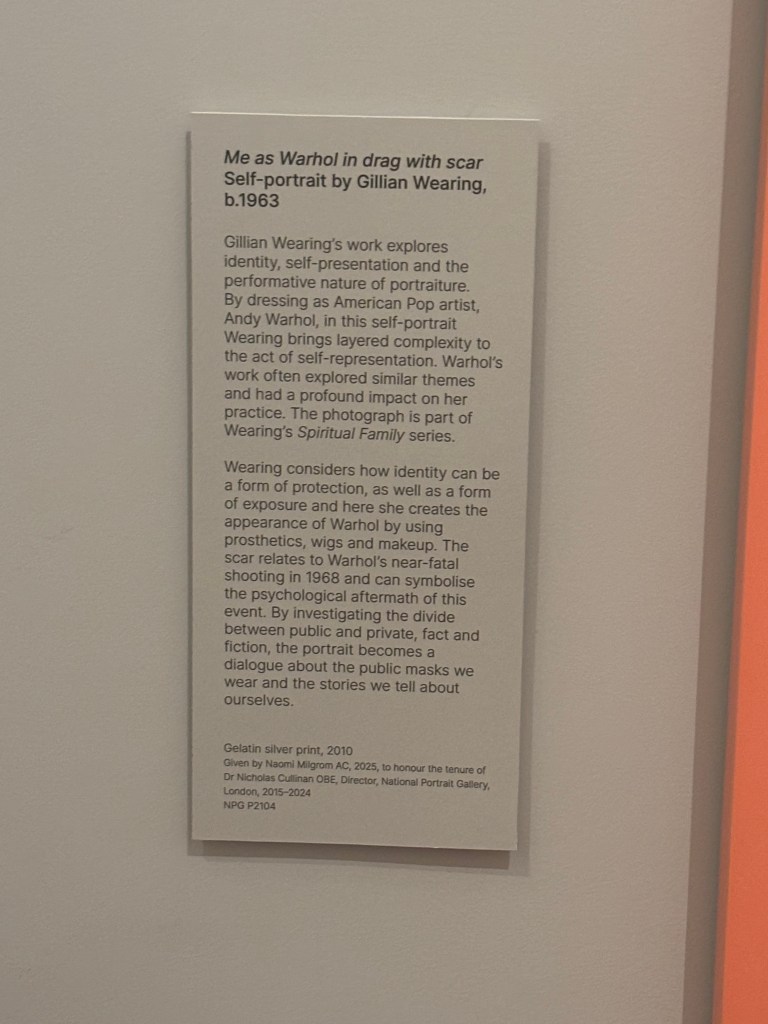 Me as Warhol in drag with scar
Self-portrait by Gillian Wearing,
b.1963
Gillian Wearing's work explores
identity, self-presentation and the
performative nature of portraiture.
By dressing as American Pop artist,
Andy Warhol, in this self-portrait
Wearing brings layered complexity to
the act of self-representation. Warhol's
work often explored similar themes
and had a profound impact on her
practice. The photograph is part of
Wearing's Spiritual Family series.
Wearing considers how identity can be
a form of protection, as well as a form
of exposure and here she creates the
appearance of Warhol by using
prosthetics, wigs and makeup. The
scar relates to Warhol's near-fatal
shooting in 1968 and can symbolise
the psychological aftermath of this
event. By investigating the divide
between public and private, fact and
fiction, the portrait becomes a
dialogue about the public masks we
wear and the stories we tell about
ourselves.
Gelatin silver print, 2010
Given by Naomi Milgrom AC, 2025, to honour the tenure of
Dr Nicholas Cullinan OBE, Director, National Portrait Gallery,
London, 2015–2024
NPG P2104